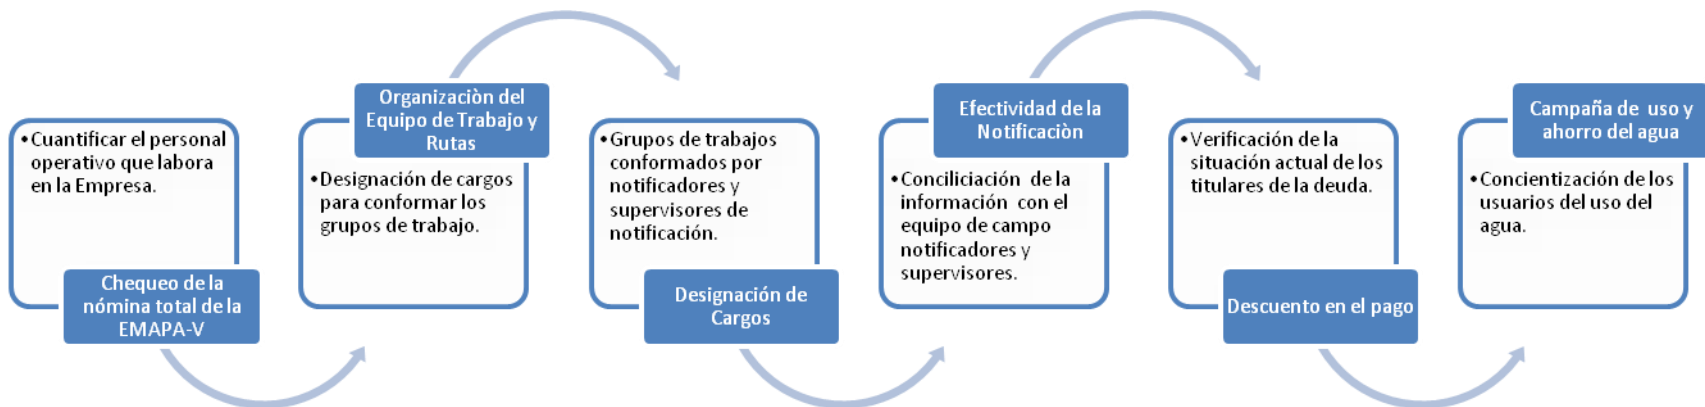 • Cuantificar el personal
operativo que labora
en la Empresa.
Chequeo de la
nómina total de la
EMAPA-V
Organizaciòn del
Equipo de Trabajo y
Rutas
• Designación de cargos
para conformar los
grupos de trabajo.
• Grupos de trabajos
conformados por
notificadores y
supervisores de
notificación.
Designación de
Cargos
Efectividad de la
Notificaciòn
• Conciliciación de la
información con el
equipo de campo
notificadores y
supervisores.
• Verificación de la
situación actual de los
titulares de la deuda.
Descuento en el pago
Campaña de uso y
ahorro del agua
• Concientización de los
usuarios del uso del
agua.